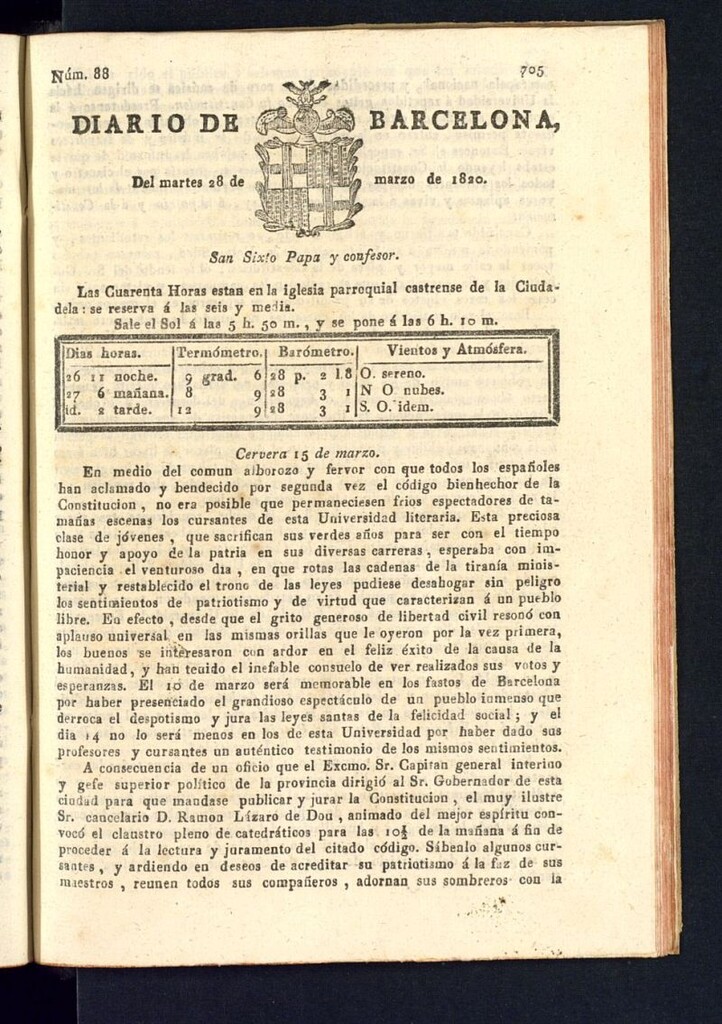 Núm. 88 705
DIARIO DE BARCELONA,
Del martes 28 de marzo de 1820.
San Sixto Papa y confesor.
Las Cuarenta Horas estan en la iglesia parroquial castrense de la Ciuda-
dela: se reserva á las seis y media.
Sale el Sol á las 5 h. 50 m., y se pone á las 6 h. 10 m.
Dias horas. Termómetro. Barómetro. Vientos y Atmósfera.
26 11 noche. 9 grad. 6 28 p. 2 l. 8 O. sereno.
27 6 mañana. 8 9 28 3 1 N O nubes.
id. 2 tarde. 12 9 28 3 1 S. O. idem.
Cervera 15 de marzo.
En medio del comun alborozo y fervor con que todos los españoles
han aclamado y bendecido por segunda vez el código bienhechor de la
Constitucion, no era posible que permaneciesen frios espectadores de ta-
mañas escenas los cursantes de esta Universidad literaria. Esta preciosa
clase de jóvenes, que sacrifican sus verdes años para ser con el tiempo
honor y apoyo de la patria en sus diversas carreras, esperaba con im-
paciencia el venturoso dia, en que rotas las cadenas de la tiranía minis-
terial y restablecido el trono de las leyes pudiese desahogar sin peligro
los sentimientos de patriotismo y de virtud que caracterizan á un pueblo
libre. En efecto, desde que el grito generoso de libertad civil resonó con
aplauso universal en las mismas orillas que le oyeron por la vez primera,
los buenos se interesaron con ardor en el feliz éxito de la causa de la
humanidad, y han tenido el inefable consuelo de ver realizados sus votos y
esperanzas. El 10 de marzo será memorable en los fastos de Barcelona
por haber presenciado el grandioso espectáculo de un pueblo inmenso que
derroca el despotismo y jura las leyes santas de la felicidad social; y el
dia 14 no lo será menos en los de esta Universidad por haber dado sus
profesores y cursantes un auténtico testimonio de los mismos sentimientos.
A consecuencia de un oficio que el Excmo. Sr. Capitan general interino
y gefe superior político de la provincia dirigió al Sr. Gobernador de esta
ciudad para que mandase publicar y jurar la Constitucion, el muy ilustre
Sr. cancelario D. Ramon Lízaro de Dou, animado del mejor espíritu con-
vocó el claustro pleno de catedráticos para las 10½ de la mañana á fin de
proceder á la lectura y juramento del citado código. Sábenlo algunos cur-
santes, y ardiendo en deseos de acreditar su patriotismo á la faz de sus
maestros, reunen todos sus compañeros, adornan sus sombreros con la